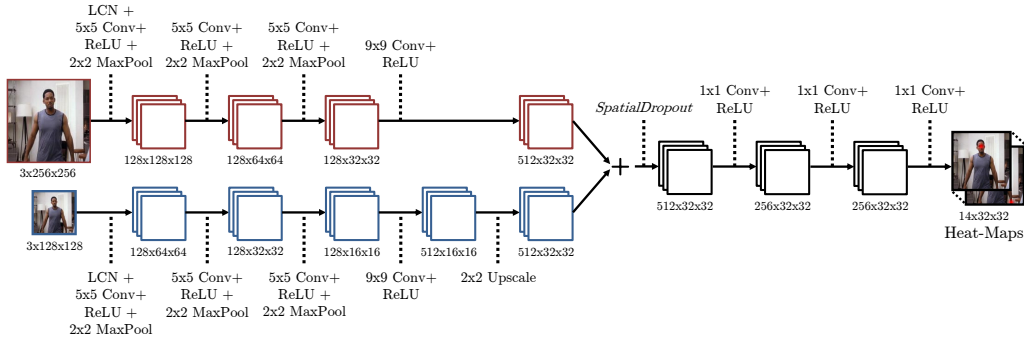 LCN +
5x5 Conv+
ReLU +
2x2 MaxPool
5x5 Conv+
ReLU +
2x2 MaxPool
5x5 Conv+
ReLU +
2x2 MaxPool
9x9 Conv+
ReLU
3x256x256
128x128x128
128x64x64
128x32x32
512x32x32
3x128x128
128x64x64
128x32x32
128x16x16
512x16x16
512x32x32
LCN +
5x5 Conv+
ReLU +
2x2 MaxPool
5x5 Conv+
ReLU +
2x2 MaxPool
5x5 Conv+
ReLU +
2x2 MaxPool
9x9 Conv+
ReLU
2x2 Upscale
+
SpatialDropout
1x1 Conv+
ReLU
1x1 Conv+
ReLU
1x1 Conv+
ReLU
512x32x32
256x32x32
256x32x32
14x32x32
Heat-Maps